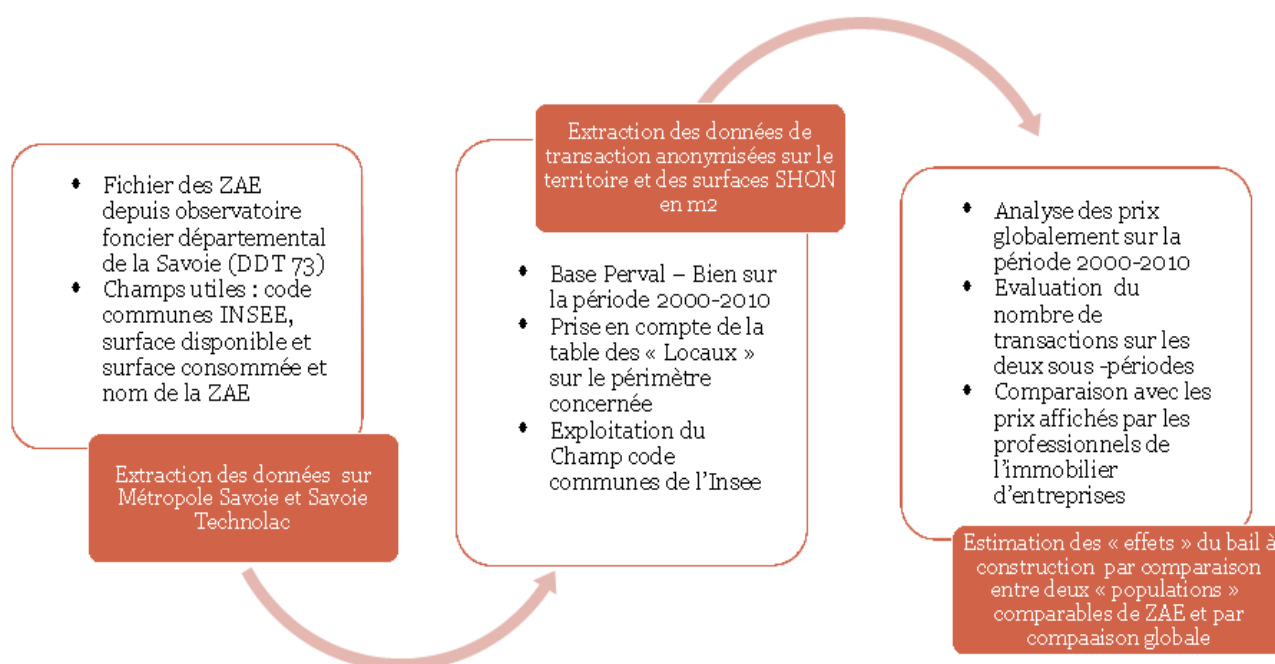 • Fichier des ZAE
depuis observatoire
foncier départemental
de la Savoie (DDT 73)
• Champs utiles : code
communes INSEE,
surface disponible et
surface consommée et
nom de la ZAE
Extraction des données sur
Métropole Savoie et Savoie
Technolac
Extraction des données de
transaction anonymisées sur le
territoire et des surfaces SHON
en m2
• Base Perval – Bien sur
la période 2000-2010
• Prise en compte de la
table des « Locaux »
sur le périmètre
concernée
• Exploitation du
Champ code
communes de l'Insee
• Analyse des prix
globalement sur la
période 2000-2010
• Evaluation du
nombre de
transactions sur les
deux sous -périodes
• Comparaison avec les
prix affichés par les
professionnels de
l'immobilier
d'entreprises
Estimation des « effets » du bail à
construction par comparaison
entre deux « populations »
comparables de ZAE et par
compaaison globale